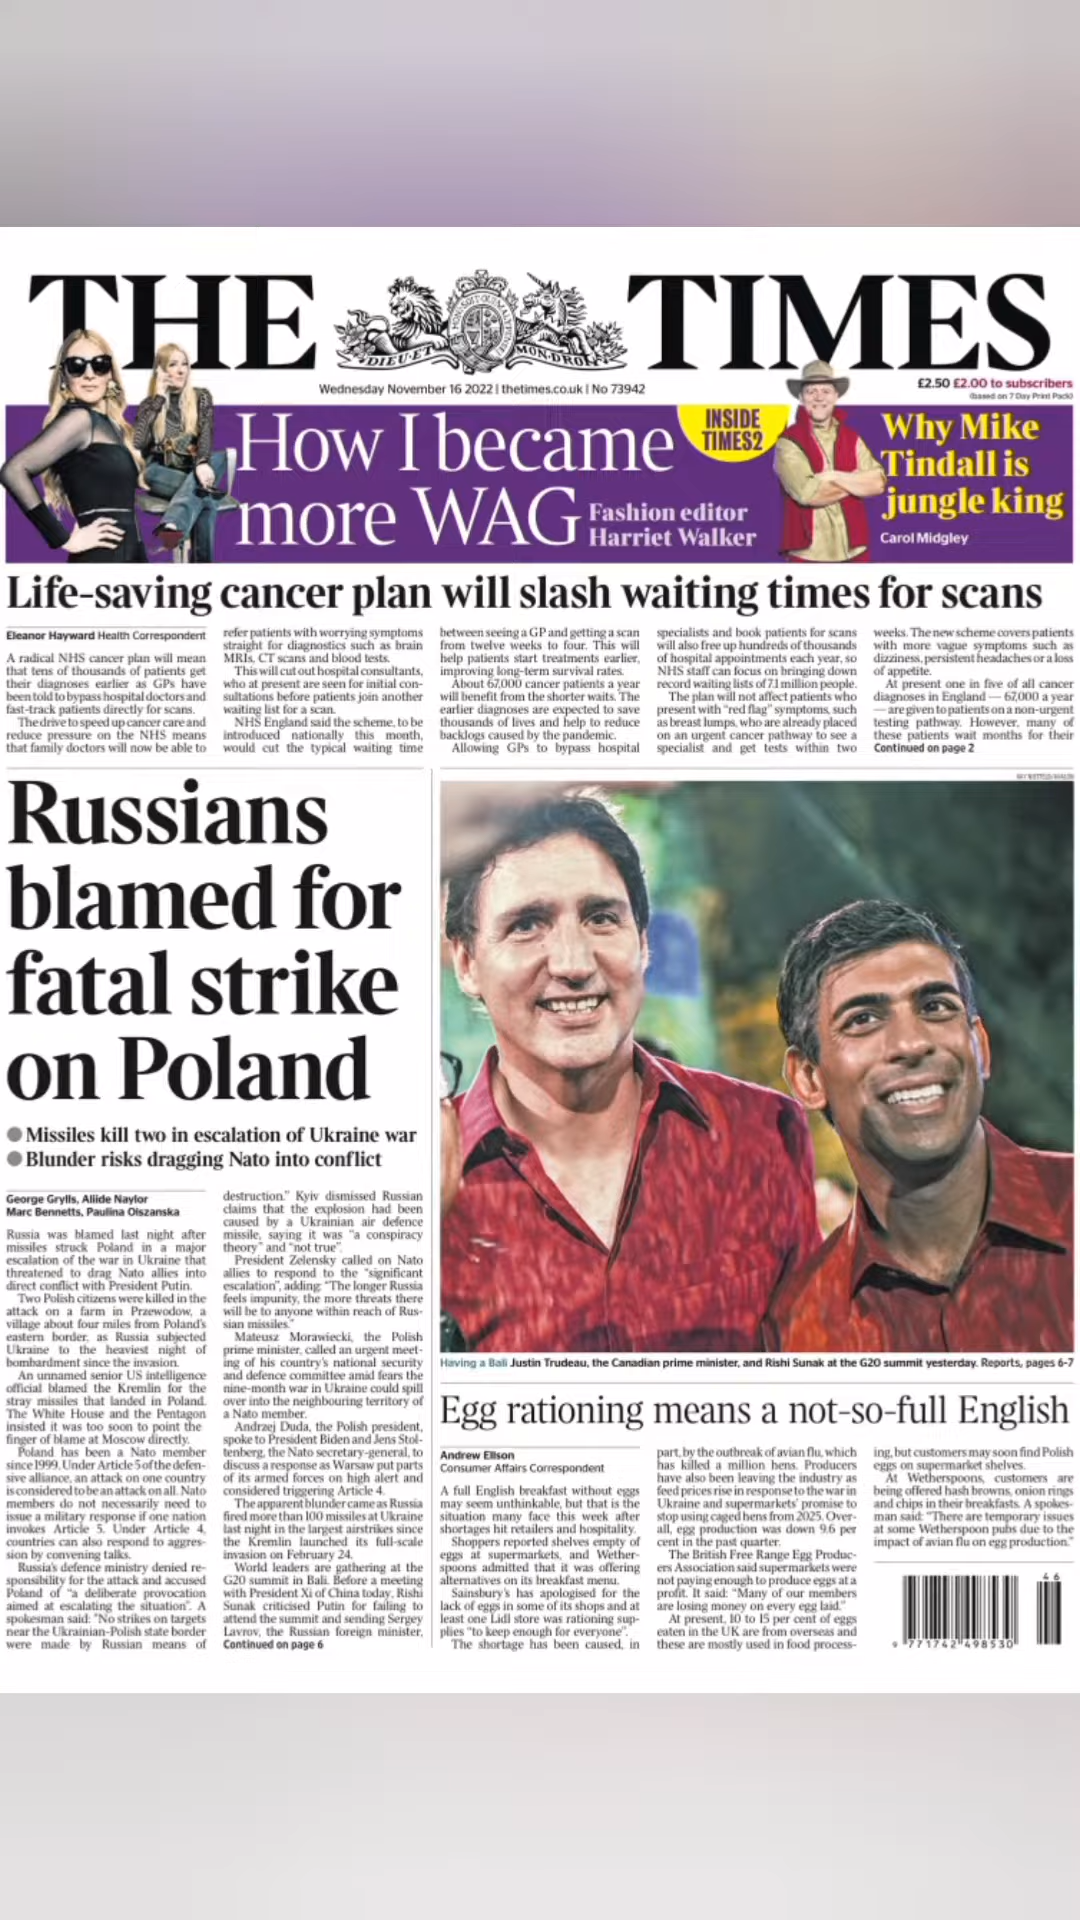 THE TIMES
DIEU·ET MON·DROIT
Wednesday November 16 2022 | thetimes.co.uk | No 73942
£2.50 £2.00 to subscribers
(based on 7 Day Print Pack)
How I became
more WAG
Fashion editor
Harriet Walker
INSIDE
TIMES2
Why Mike
Tindall is
jungle king
Carol Midgley
Life-saving cancer plan will slash waiting times for scans
Eleanor Hayward Health Correspondent
A radical NHS cancer plan will mean
that tens of thousands of patients get
their diagnoses earlier as GPs have
been told to bypass hospital doctors and
fast-track patients directly for scans.
The drive to speed up cancer care and
reduce pressure on the NHS means
that family doctors will now be able to
refer patients with worrying symptoms
straight for diagnostics such as brain
MRIs, CT scans and blood tests.
This will cut out hospital consultants,
who at present are seen for initial con-
sultations before patients join another
waiting list for a scan.
NHS England said the scheme, to be
introduced nationally this month,
would cut the typical waiting time
between seeing a GP and getting a scan
from twelve weeks to four. This will
help patients start treatments earlier,
improving long-term survival rates.
About 67,000 cancer patients a year
will benefit from the shorter waits. The
earlier diagnoses are expected to save
thousands of lives and help to reduce
backlogs caused by the pandemic.
Allowing GPs to bypass hospital
specialists and book patients for scans
will also free up hundreds of thousands
of hospital appointments each year, so
NHS staff can focus on bringing down
record waiting lists of 7.1 million people.
The plan will not affect patients who
present with "red flag" symptoms, such
as breast lumps, who are already placed
on an urgent cancer pathway to see a
specialist and get tests within two
weeks. The new scheme covers patients
with more vague symptoms such as
dizziness, persistent headaches or a loss
of appetite.
At present one in five of all cancer
diagnoses in England — 67,000 a year
— are given to patients on a non-urgent
testing pathway. However, many of
these patients wait months for their
Continued on page 2
Russians
blamed for
fatal strike
on Poland
● Missiles kill two in escalation of Ukraine war
● Blunder risks dragging Nato into conflict
George Grylls, Aliide Naylor
Marc Bennetts, Paulina Olszanska
Russia was blamed last night after
missiles struck Poland in a major
escalation of the war in Ukraine that
threatened to drag Nato allies into
direct conflict with President Putin.
Two Polish citizens were killed in the
attack on a farm in Przewodow, a
village about four miles from Poland's
eastern border, as Russia subjected
Ukraine to the heaviest night of
bombardment since the invasion.
An unnamed senior US intelligence
official blamed the Kremlin for the
stray missiles that landed in Poland.
The White House and the Pentagon
insisted it was too soon to point the
finger of blame at Moscow directly.
Poland has been a Nato member
since 1999. Under Article 5 of the defen-
sive alliance, an attack on one country
is considered to be an attack on all. Nato
members do not necessarily need to
issue a military response if one nation
invokes Article 5. Under Article 4,
countries can also respond to aggres-
sion by convening talks.
Russia's defence ministry denied re-
sponsibility for the attack and accused
Poland of "a deliberate provocation
aimed at escalating the situation". A
spokesman said: "No strikes on targets
near the Ukrainian-Polish state border
were made by Russian means of
destruction." Kyiv dismissed Russian
claims that the explosion had been
caused by a Ukrainian air defence
missile, saying it was "a conspiracy
theory" and "not true".
President Zelensky called on Nato
allies to respond to the "significant
escalation", adding: "The longer Russia
feels impunity, the more threats there
will be to anyone within reach of Rus-
sian missiles."
Mateusz Morawiecki, the Polish
prime minister, called an urgent meet-
ing of his country's national security
and defence committee amid fears the
nine-month war in Ukraine could spill
over into the neighbouring territory of
a Nato member.
Andrzej Duda, the Polish president,
spoke to President Biden and Jens Stol-
tenberg, the Nato secretary-general, to
discuss a response as Warsaw put parts
of its armed forces on high alert and
considered triggering Article 4.
The apparent blunder came as Russia
fired more than 100 missiles at Ukraine
last night in the largest airstrikes since
the Kremlin launched its full-scale
invasion on February 24.
World leaders are gathering at the
G20 summit in Bali. Before a meeting
with President Xi of China today, Rishi
Sunak criticised Putin for failing to
attend the summit and sending Sergey
Lavrov, the Russian foreign minister,
Continued on page 6
Having a Bali Justin Trudeau, the Canadian prime minister, and Rishi Sunak at the G20 summit yesterday. Reports, pages 6-7
Egg rationing means a not-so-full English
Andrew Ellson
Consumer Affairs Correspondent
A full English breakfast without eggs
may seem unthinkable, but that is the
situation many face this week after
shortages hit retailers and hospitality.
Shoppers reported shelves empty of
eggs at supermarkets, and Wether-
spoons admitted that it was offering
alternatives on its breakfast menu.
Sainsbury's has apologised for the
lack of eggs in some of its shops and at
least one Lidl store was rationing sup-
plies "to keep enough for everyone".
The shortage has been caused, in
part, by the outbreak of avian flu, which
has killed a million hens. Producers
have also been leaving the industry as
feed prices rise in response to the war in
Ukraine and supermarkets' promise to
stop using caged hens from 2025. Over-
all, egg production was down 9.6 per
cent in the past quarter.
The British Free Range Egg Produc-
ers Association said supermarkets were
not paying enough to produce eggs at a
profit. It said: "Many of our members
are losing money on every egg laid."
At present, 10 to 15 per cent of eggs
eaten in the UK are from overseas and
these are mostly used in food process-
ing, but customers may soon find Polish
eggs on supermarket shelves.
At Wetherspoons, customers are
being offered hash browns, onion rings
and chips in their breakfasts. A spokes-
man said: "There are temporary issues
at some Wetherspoon pubs due to the
impact of avian flu on egg production."
46
9 771742 498530